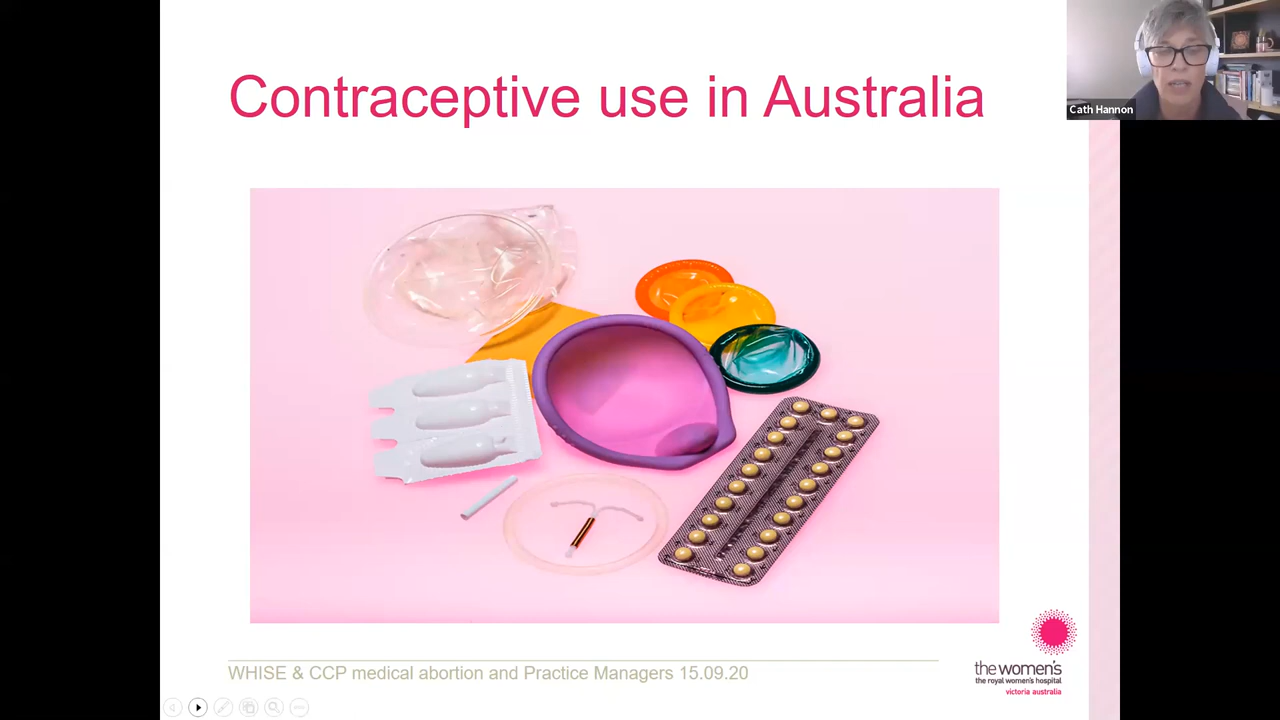 Contraceptive use in Australia
Cath Hannon
WHISE & CCP medical abortion and Practice Managers 15.09.20
the women's
the royal women's hospital
victoria australia